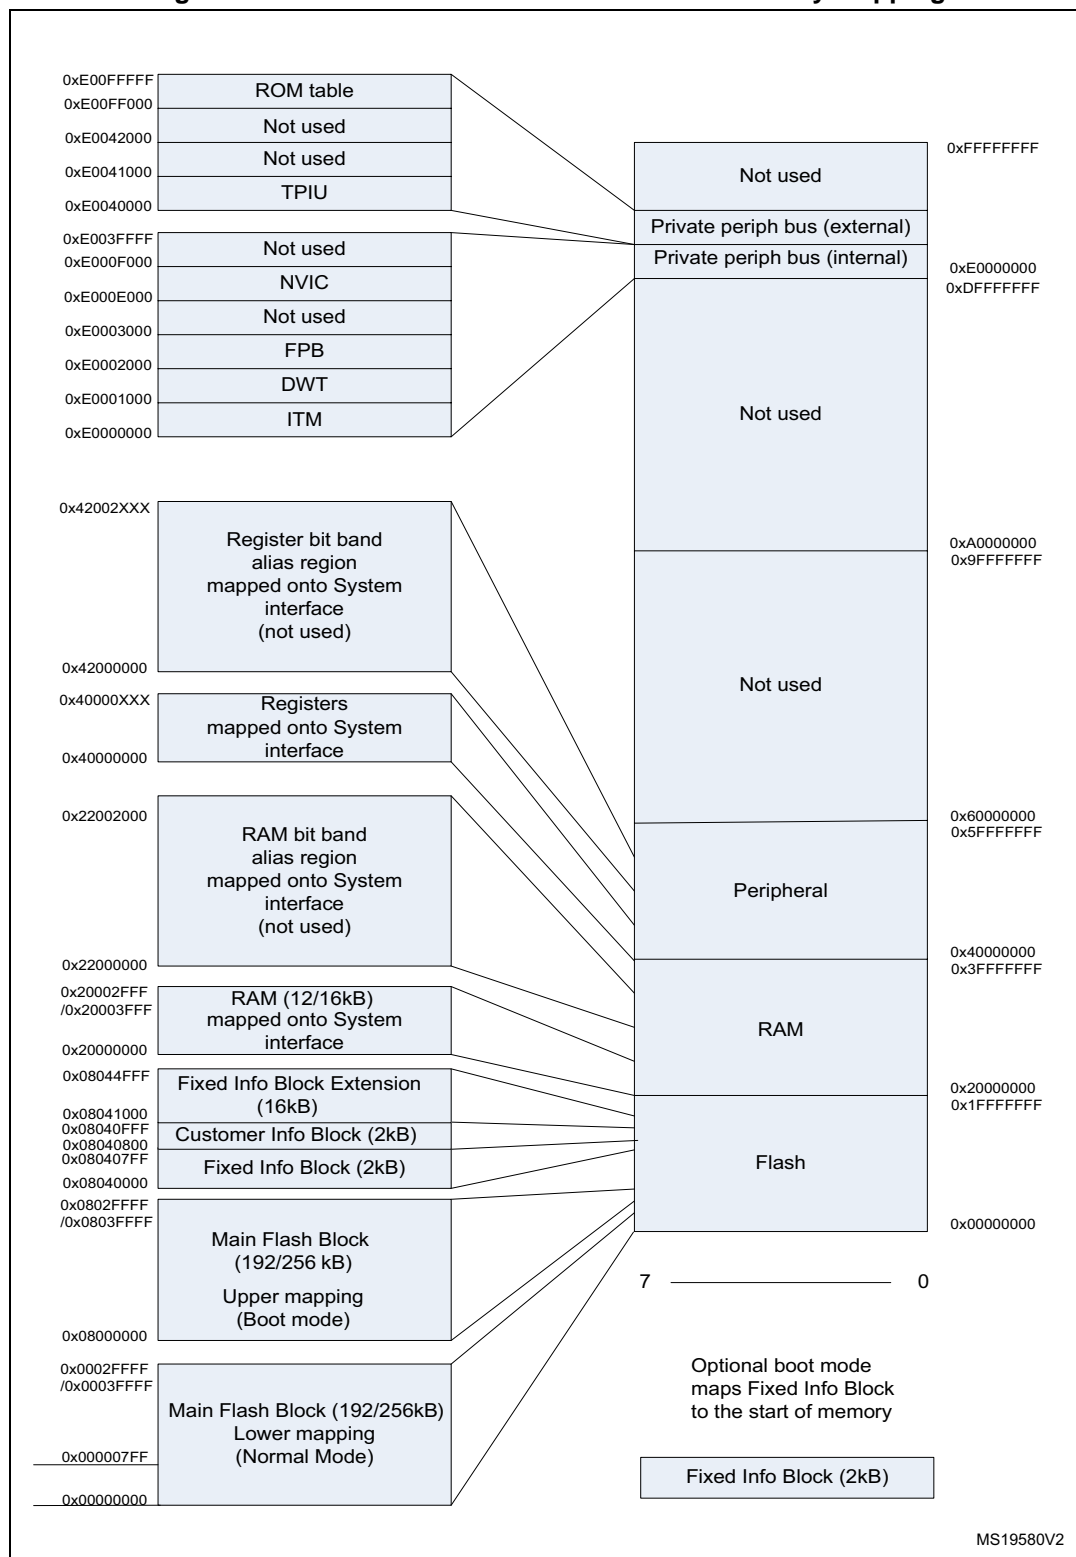 0xE00FFFFF
ROM table
0xE00FF000
Not used
0xE0042000
Not used
0xE0041000
TPIU
0xE0040000
0xE003FFFF
Not used
0xE000F000
NVIC
0xE000E000
Not used
0xE0003000
FPB
0xE0002000
DWT
0xE0001000
ITM
0xE0000000
0x42002XXX
Register bit band
alias region
mapped onto System
interface
(not used)
0x42000000
0x40000XXX
Registers
mapped onto System
interface
0x40000000
0x22002000
RAM bit band
alias region
mapped onto System
interface
(not used)
0x22000000
0x20002FFF
/0x20003FFF
RAM (12/16kB)
mapped onto System
interface
0x20000000
0x08044FFF
Fixed Info Block Extension
(16kB)
0x08041000
0x08040FFF
Customer Info Block (2kB)
0x08040800
0x080407FF
Fixed Info Block (2kB)
0x08040000
0x0802FFFF
/0x0803FFFF
Main Flash Block
(192/256 kB)
Upper mapping
(Boot mode)
0x08000000
0x0002FFFF
/0x0003FFFF
Main Flash Block (192/256kB)
Lower mapping
(Normal Mode)
0x000007FF
0x00000000
0xFFFFFFFF
Not used
Private periph bus (external)
Private periph bus (internal)
0xE0000000
0xDFFFFFFF
Not used
0xA0000000
0x9FFFFFFF
Not used
0x60000000
0x5FFFFFFF
Peripheral
0x40000000
0x3FFFFFFF
RAM
0x20000000
0x1FFFFFFF
Flash
0x00000000
7 0
Optional boot mode
maps Fixed Info Block
to the start of memory
Fixed Info Block (2kB)
MS19580V2